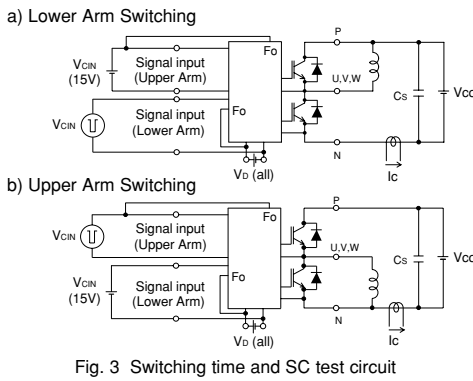 a) Lower Arm Switching
P
Fo
VCIN
(15V)
Signal input
(Upper Arm)
U,V,W
CS
VCC
VCIN
Signal input
(Lower Arm)
Fo
N
VD (all)
Ic
b) Upper Arm Switching
P
Fo
VCIN
Signal input
(Upper Arm)
U,V,W
CS
VCC
VCIN
(15V)
Signal input
(Lower Arm)
Fo
N
VD (all)
Ic
Fig. 3 Switching time and SC test circuit